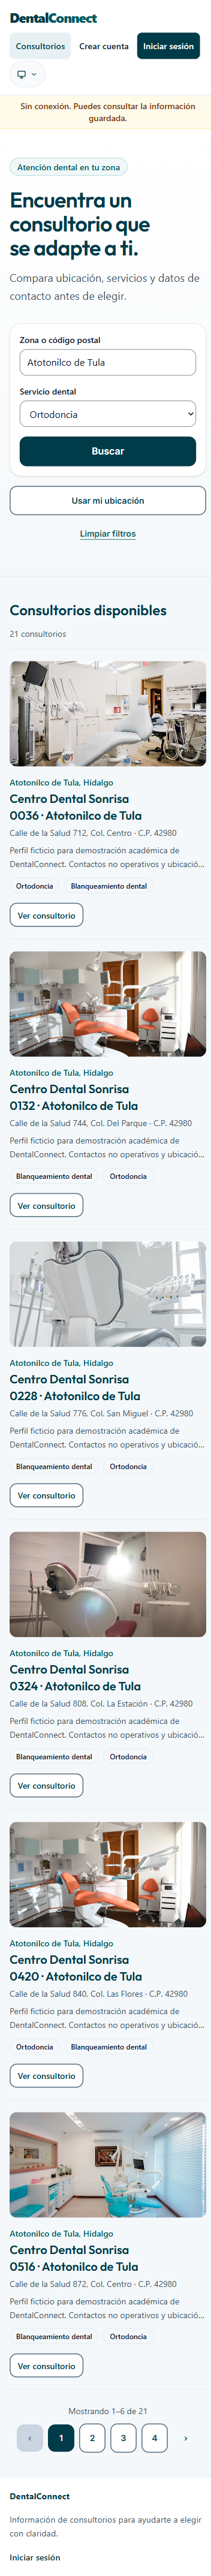 DentalConnect
Consultorios
Crear cuenta
Iniciar sesión
Sin conexión. Puedes consultar la información
guardada.
Atención dental en tu zona
Encuentra un
consultorio que
se adapte a ti.
Compara ubicación, servicios y datos de
contacto antes de elegir.
Zona o código postal
Atotonilco de Tula
Servicio dental
Ortodoncia
Buscar
Usar mi ubicación
Limpiar filtros
Consultorios disponibles
21 consultorios
Atotonilco de Tula, Hidalgo
Centro Dental Sonrisa
0036 · Atotonilco de Tula
Calle de la Salud 712, Col. Centro · C.P. 42980
Perfil ficticio para demostración académica de
DentalConnect. Contactos no operativos y ubicació...
Ortodoncia
Blanqueamiento dental
Ver consultorio
Atotonilco de Tula, Hidalgo
Centro Dental Sonrisa
0132 · Atotonilco de Tula
Calle de la Salud 744, Col. Del Parque · C.P. 42980
Perfil ficticio para demostración académica de
DentalConnect. Contactos no operativos y ubicació...
Blanqueamiento dental
Ortodoncia
Ver consultorio
Atotonilco de Tula, Hidalgo
Centro Dental Sonrisa
0228 · Atotonilco de Tula
Calle de la Salud 776, Col. San Miguel · C.P. 42980
Perfil ficticio para demostración académica de
DentalConnect. Contactos no operativos y ubicació...
Blanqueamiento dental
Ortodoncia
Ver consultorio
Atotonilco de Tula, Hidalgo
Centro Dental Sonrisa
0324 · Atotonilco de Tula
Calle de la Salud 808, Col. La Estación · C.P. 42980
Perfil ficticio para demostración académica de
DentalConnect. Contactos no operativos y ubicació...
Blanqueamiento dental
Ortodoncia
Ver consultorio
Atotonilco de Tula, Hidalgo
Centro Dental Sonrisa
0420 · Atotonilco de Tula
Calle de la Salud 840, Col. Las Flores · C.P. 42980
Perfil ficticio para demostración académica de
DentalConnect. Contactos no operativos y ubicació...
Ortodoncia
Blanqueamiento dental
Ver consultorio
Atotonilco de Tula, Hidalgo
Centro Dental Sonrisa
0516 · Atotonilco de Tula
Calle de la Salud 872, Col. Centro · C.P. 42980
Perfil ficticio para demostración académica de
DentalConnect. Contactos no operativos y ubicació...
Blanqueamiento dental
Ortodoncia
Ver consultorio
Mostrando 1–6 de 21
‹ 1 2 3 4 ›
DentalConnect
Información de consultorios para ayudarte a elegir
con claridad.
Iniciar sesión